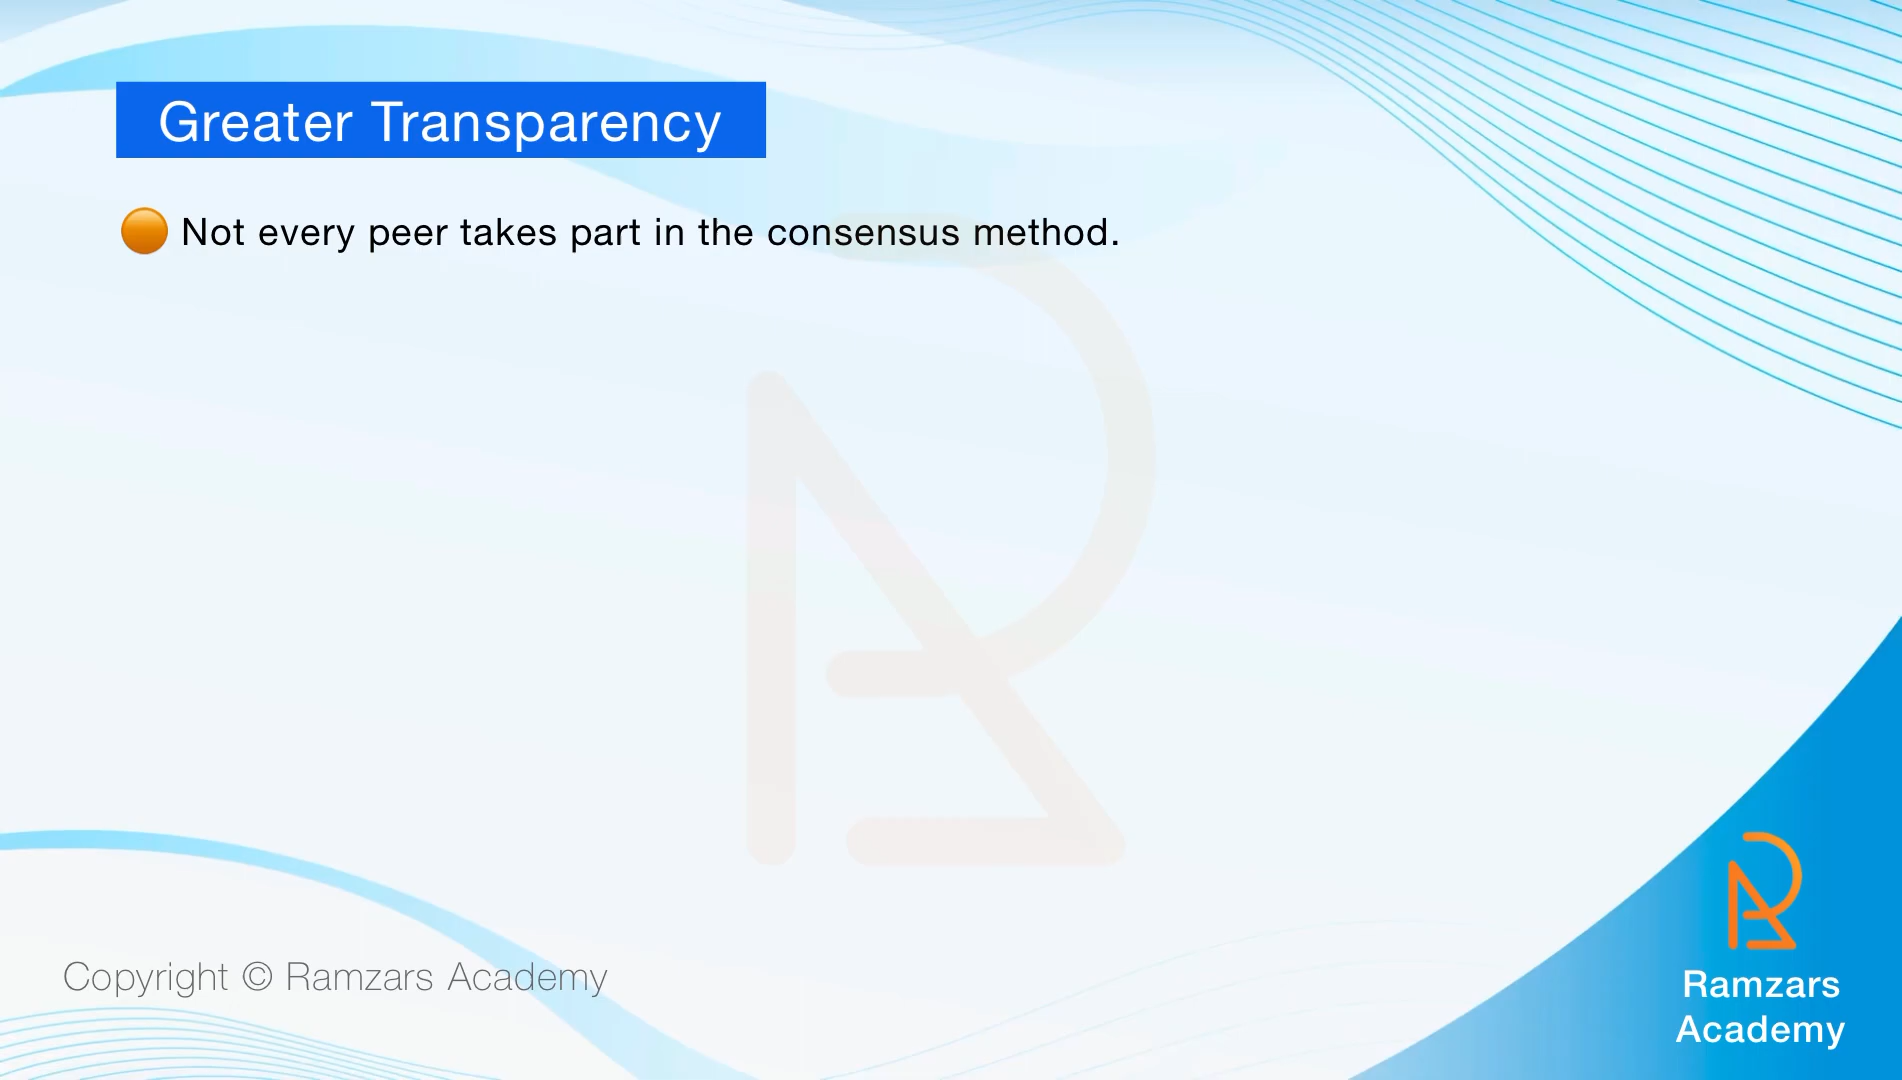 Greater Transparency
Not every peer takes part in the consensus method.
Copyright © Ramzars Academy
Ramzars
Academy